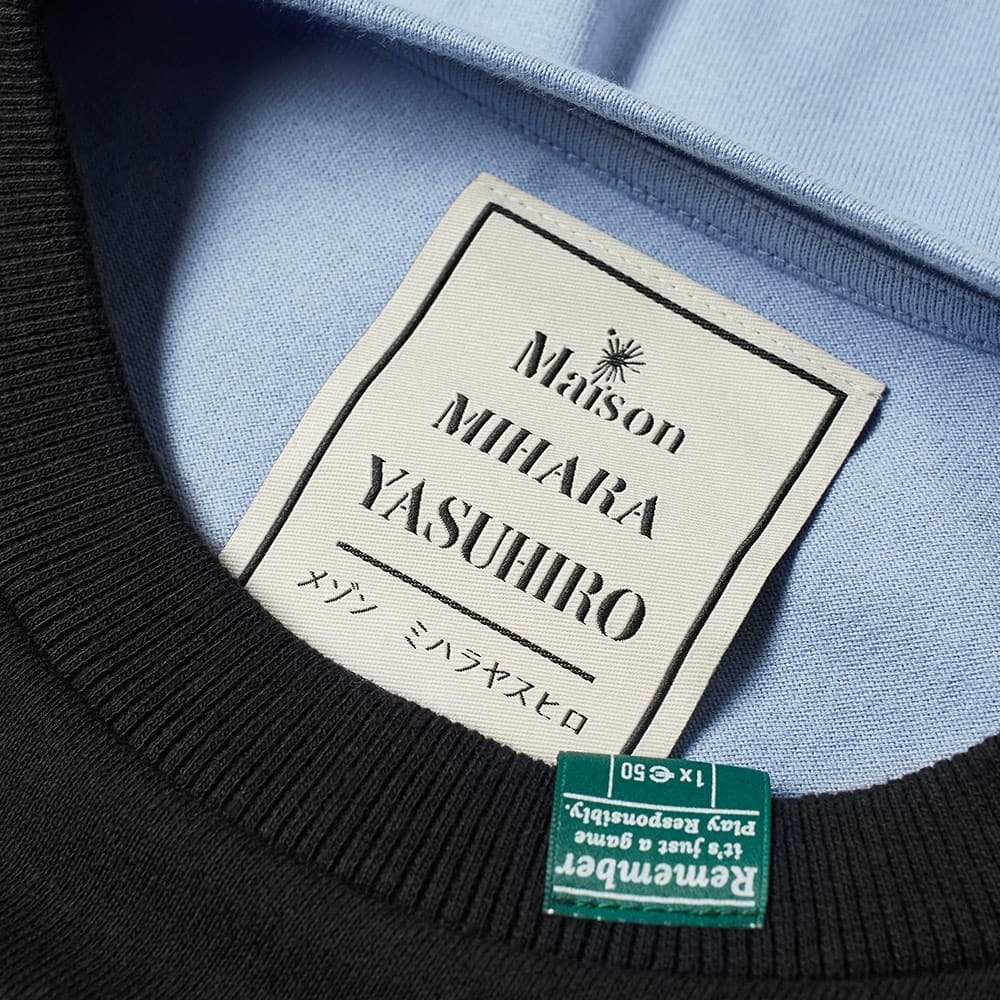 Maison
MIHARA
YASUHIRO
メゾン ミハラヤスヒロ
Remember
it's just a game
Play Responsibly.
1x €50